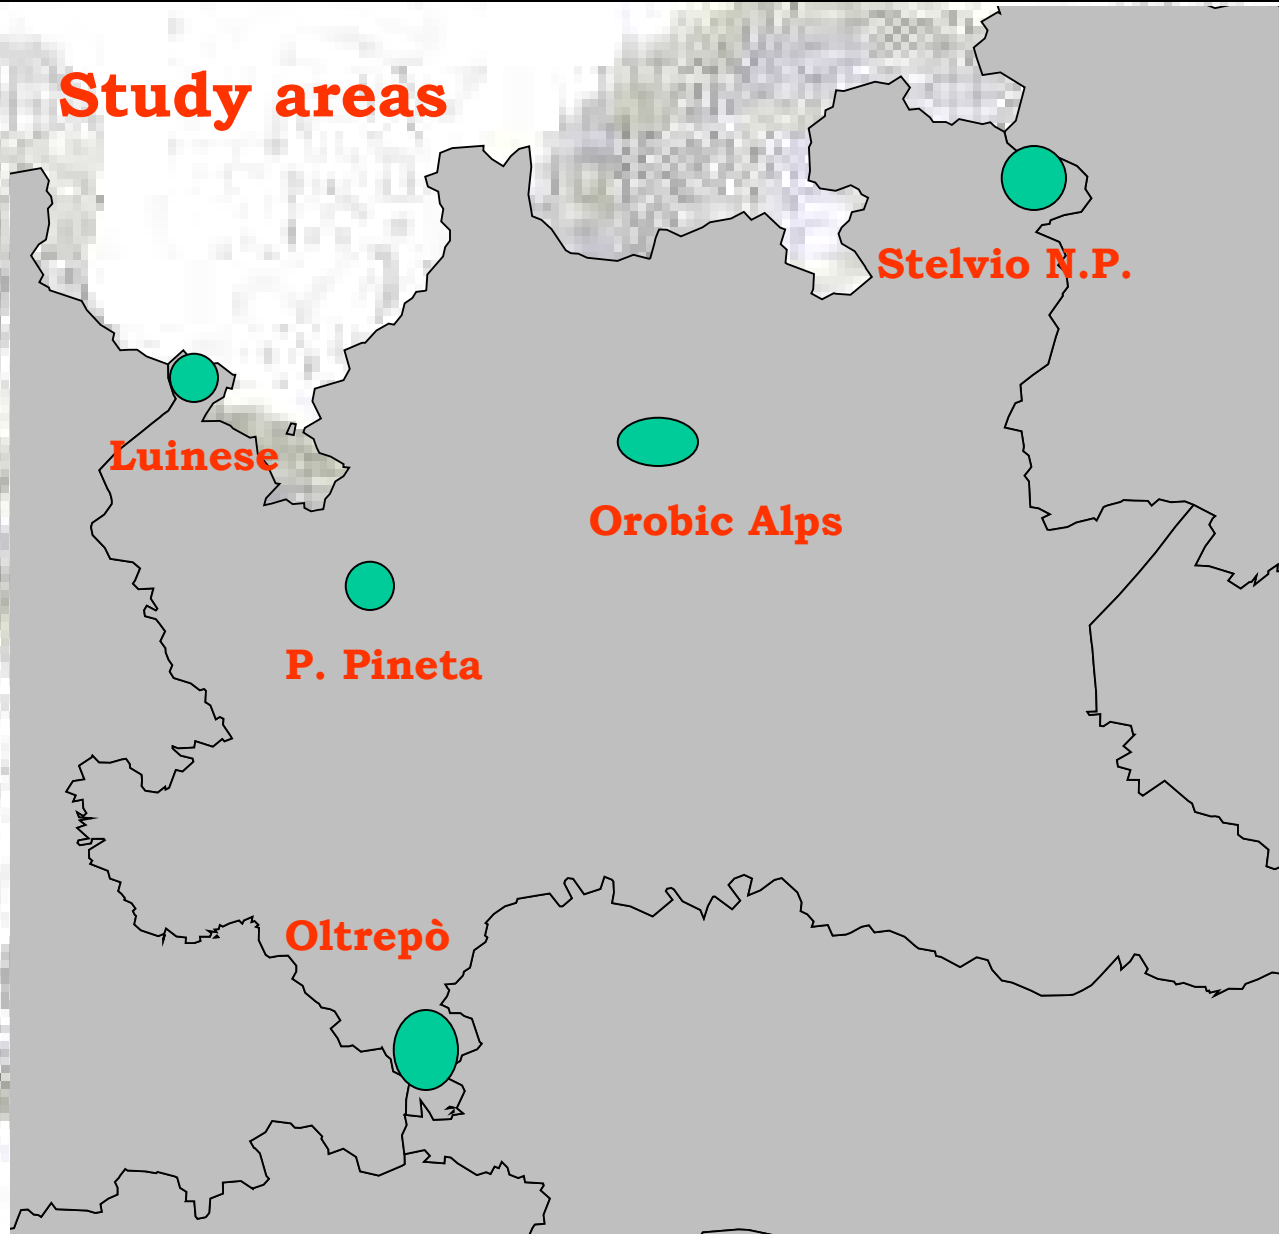 Study areas
Stelvio N.P.
Luinese
Orobic Alps
P. Pineta
Oltrepò